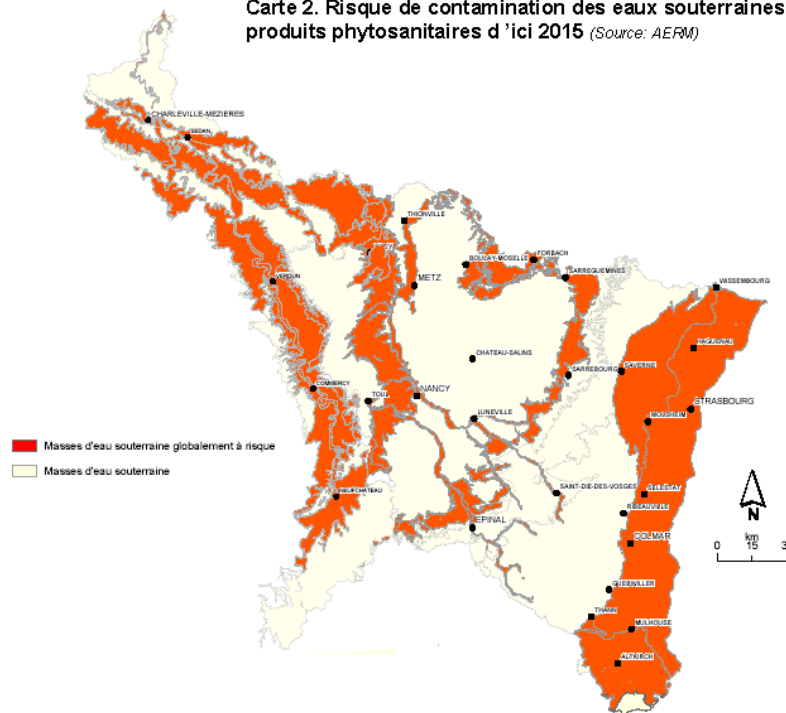 Carte 2. Risque de contamination des eaux souterraines
produits phytosanitaires d 'ici 2015 (Source: AERM)
CHARLEVILLE-MEZIERES
SEDAN
THIONVILLE
FORBACH
BOULAY-MOSELLE
SARREGUEMINES
METZ
WISSEMBOURG
VERDUN
HAGUENAU
CHATEAU-SALINS
SARREBOURG
SAVERNE
COMMERCY
TOUL
NANCY
STRASBOURG
LUNEVILLE
MOLSHEIM
Masses d'eau souterraine globalement à risque
Masses d'eau souterraine
NEUFCHATEAU
SAINT-DIE-DES-VOSGES
SELESTAT
RIBEAUVILLE
N
EPINAL
COLMAR
km
0 15 3
GUEBWILLER
THANN
MULHOUSE
ALTKIRCH